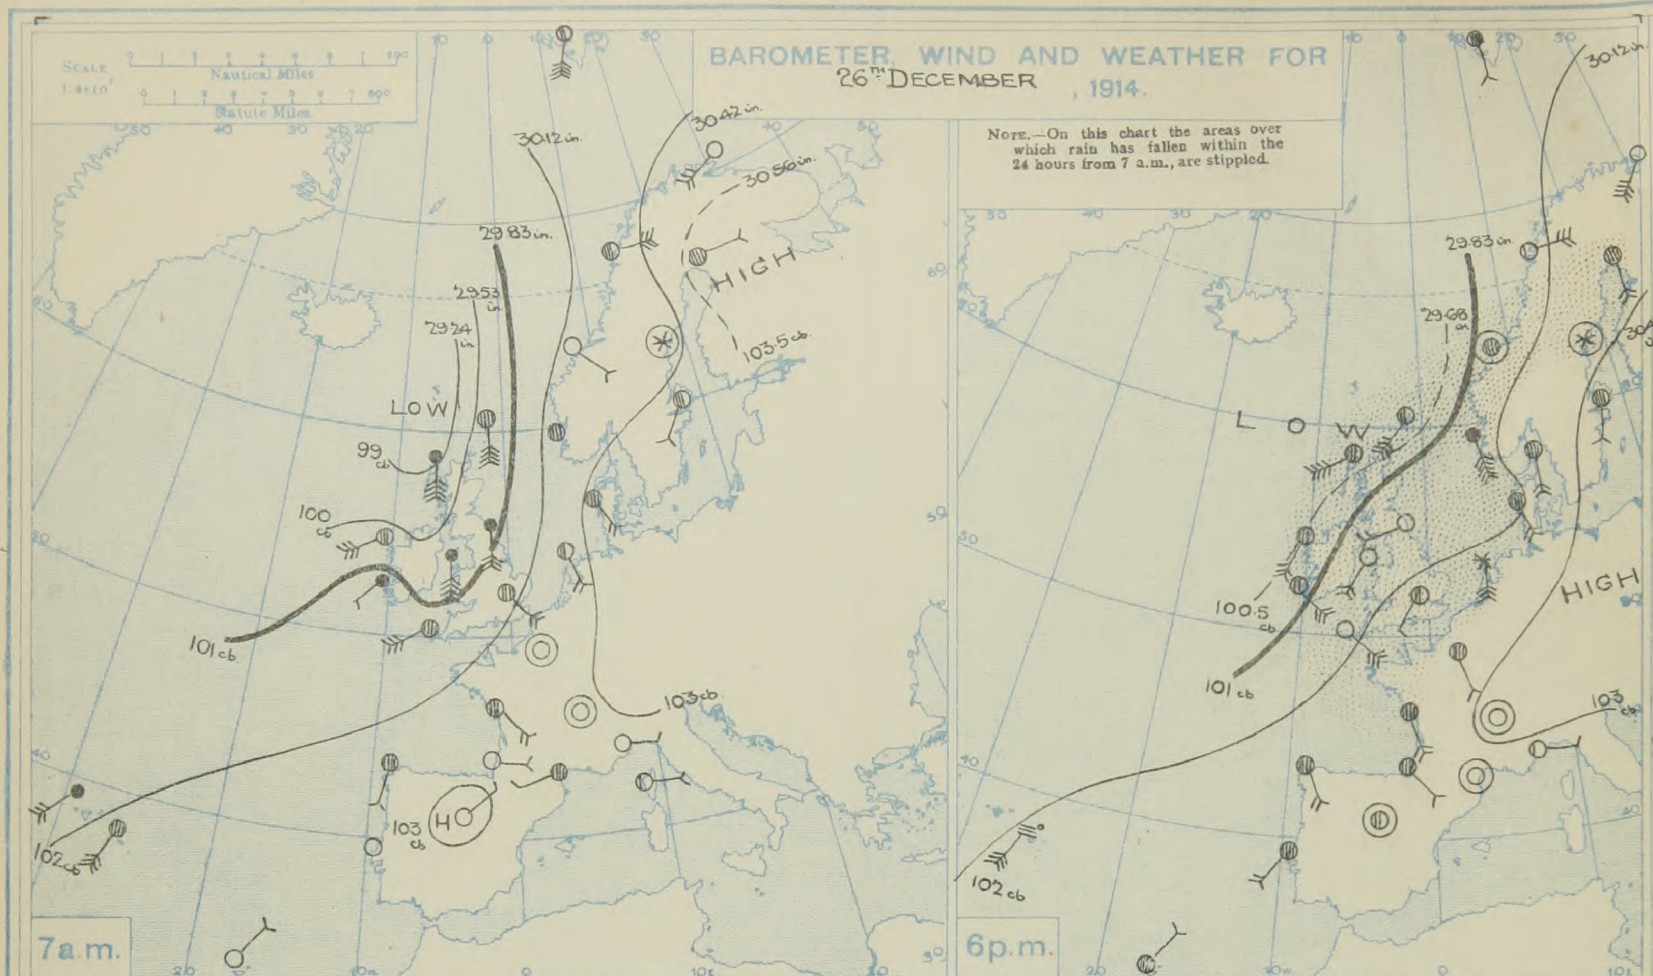 BAROMETER, WIND AND WEATHER FOR
26TH DECEMBER, 1914.
SCALE
Nautical Miles
Statute Miles
NOTE.—On this chart the areas over
which rain has fallen within the
24 hours from 7 a.m., are stippled.
30.12 in.
30.42 in.
30.56 in.
29.83 in.
29.53
in.
29.24
in
HIGH
103.5 cb.
LOW
99
cb
100
cb
101 cb
103 cb.
103
cb
H
102 cb
7 a.m.
30.12 in.
29.83 in
29.68
in
L O W
100.5
cb
HIGH
101 cb
103
cb
102 cb
6 p.m.